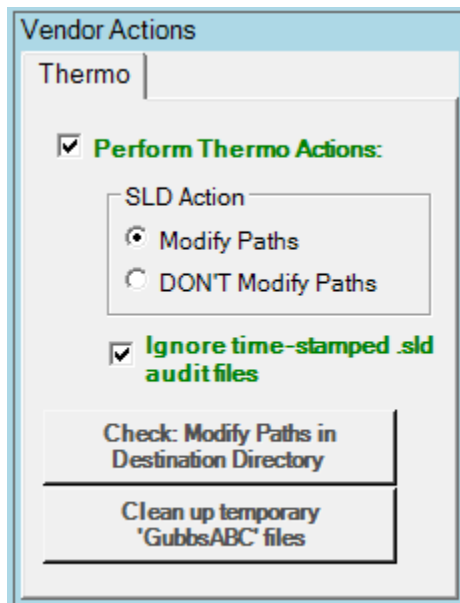 Vendor Actions
Thermo
Perform Thermo Actions:
SLD Action
Modify Paths
DON'T Modify Paths
Ignore time-stamped .sld
audit files
Check: Modify Paths in
Destination Directory
Clean up temporary
'GubbsABC' files